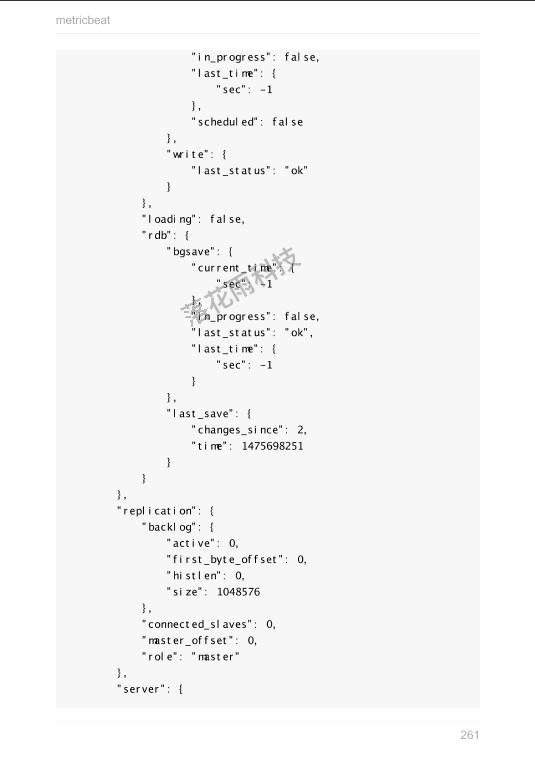 metricbeat
                "in_progress": false,
                "last_time": {
                    "sec": -1
                },
                "scheduled": false
            },
            "write": {
                "last_status": "ok"
            }
        },
        "loading": false,
        "rdb": {
            "bgsave": {
                "current_time": {
                    "sec": -1
                },
                "in_progress": false,
                "last_status": "ok",
                "last_time": {
                    "sec": -1
                }
            },
            "last_save": {
                "changes_since": 2,
                "time": 1475698251
            }
        }
    },
    "replication": {
        "backlog": {
            "active": 0,
            "first_byte_offset": 0,
            "histlen": 0,
            "size": 1048576
        },
        "connected_slaves": 0,
        "master_offset": 0,
        "role": "master"
    },
    "server": {
落花雨科技
261